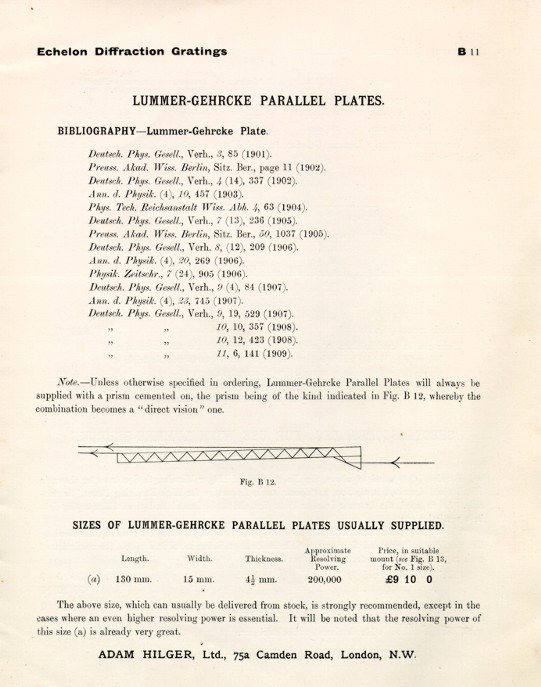 Echelon Diffraction Gratings B 11
LUMMER-GEHRCKE PARALLEL PLATES.
BIBLIOGRAPHY—Lummer-Gehrcke Plate.
Deutsch. Phys. Gesell., Verh., 3, 85 (1901).
Preuss. Akad. Wiss. Berlin, Sitz. Ber., page 11 (1902).
Deutsch. Phys. Gesell., Verh., 4 (14), 337 (1902).
Ann. d. Physik. (4), 10, 457 (1903).
Phys. Tech. Reichsanstalt Wiss. Abh. 4, 63 (1904).
Deutsch. Phys. Gesell., Verh., 7 (13), 236 (1905).
Preuss. Akad. Wiss. Berlin, Sitz. Ber., 50, 1037 (1905).
Deutsch. Phys. Gesell., Verh. 8, (12), 209 (1906).
Ann. d. Physik. (4), 20, 269 (1906).
Physik. Zeitschr., 7 (24), 905 (1906).
Deutsch. Phys. Gesell., Verh., 9 (4), 84 (1907).
Ann. d. Physik. (4), 23, 745 (1907).
Deutsch. Phys. Gesell., Verh., 9, 19, 529 (1907).
,, ,, 10, 10, 357 (1908).
,, ,, 10, 12, 423 (1908).
,, ,, 11, 6, 141 (1909).
Note.—Unless otherwise specified in ordering, Lummer-Gehrcke Parallel Plates will always be
supplied with a prism cemented on, the prism being of the kind indicated in Fig. B 12, whereby the
combination becomes a "direct vision" one.
Fig. B 12.
SIZES OF LUMMER-GEHRCKE PARALLEL PLATES USUALLY SUPPLIED.
Length. Width. Thickness. Approximate Resolving Power. Price, in suitable mount (see Fig. B 13, for No. 1 size).
(a) 130 mm. 15 mm. 4½ mm. 200,000 £9 10 0
The above size, which can usually be delivered from stock, is strongly recommended, except in the
cases where an even higher resolving power is essential. It will be noted that the resolving power of
this size (a) is already very great.
ADAM HILGER, Ltd., 75a Camden Road, London, N.W.